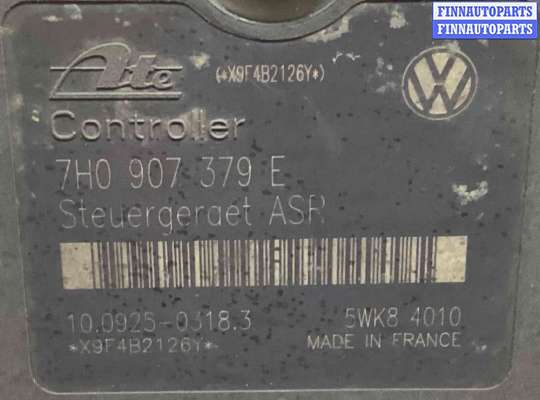 FINNAUTOPARTS
FINNAUTOPARTS
Ate
(*X9F4B2126Y*)
Controller
7H0 907 379 E
Steuergeraet ASR
10.0925-0318.3
5WK8 4010
*X9F4B2126Y*
MADE IN FRANCE